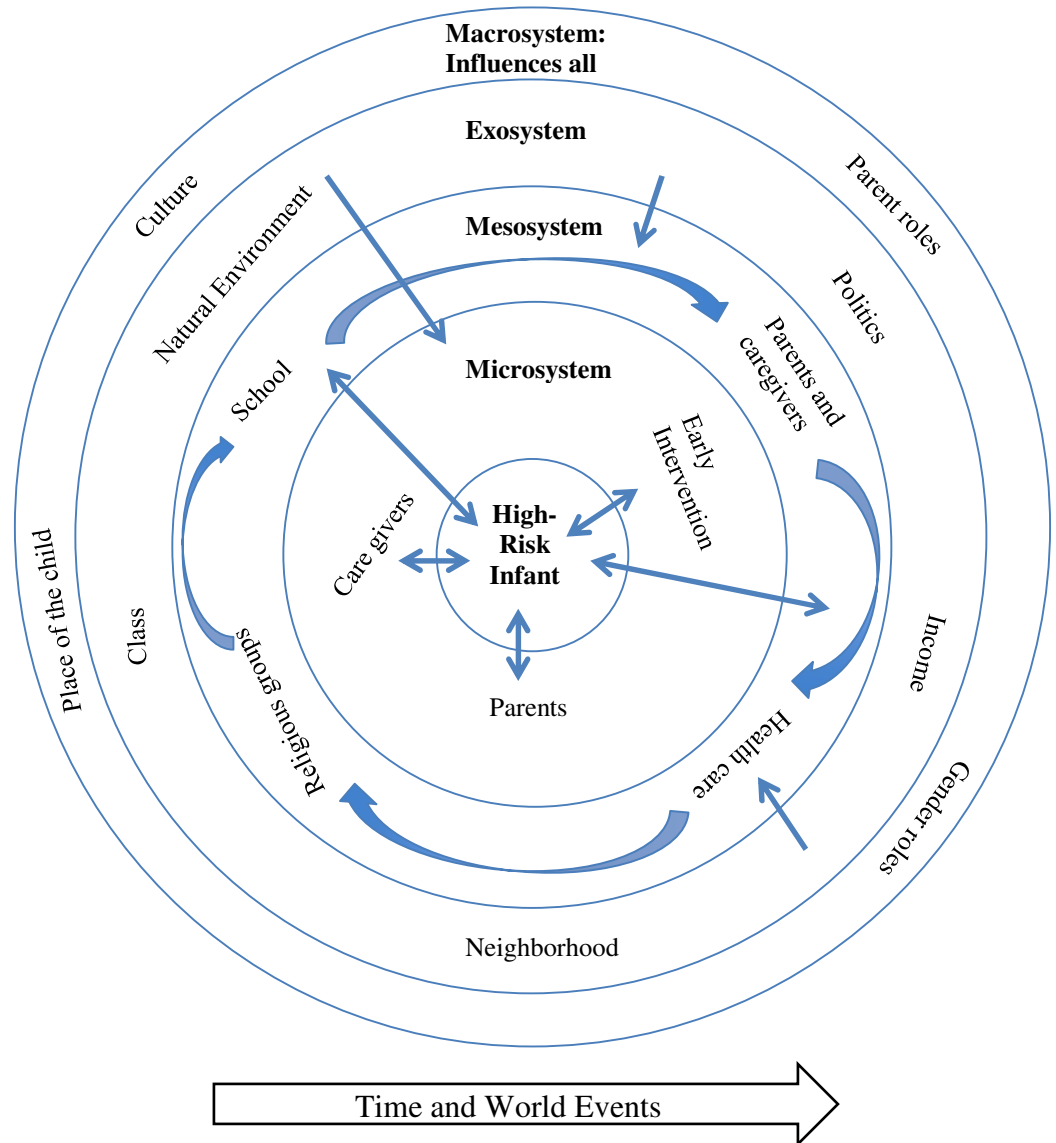 Macrosystem:
Influences all
Exosystem
Culture
Parent roles
Natural Environment
Mesosystem
Politics
School
Parents and
caregivers
Microsystem
Early
Intervention
Care givers
High-
Risk
Infant
Place of the child
Class
Religious groups
Parents
Health care
Income
Gender roles
Neighborhood
Time and World Events